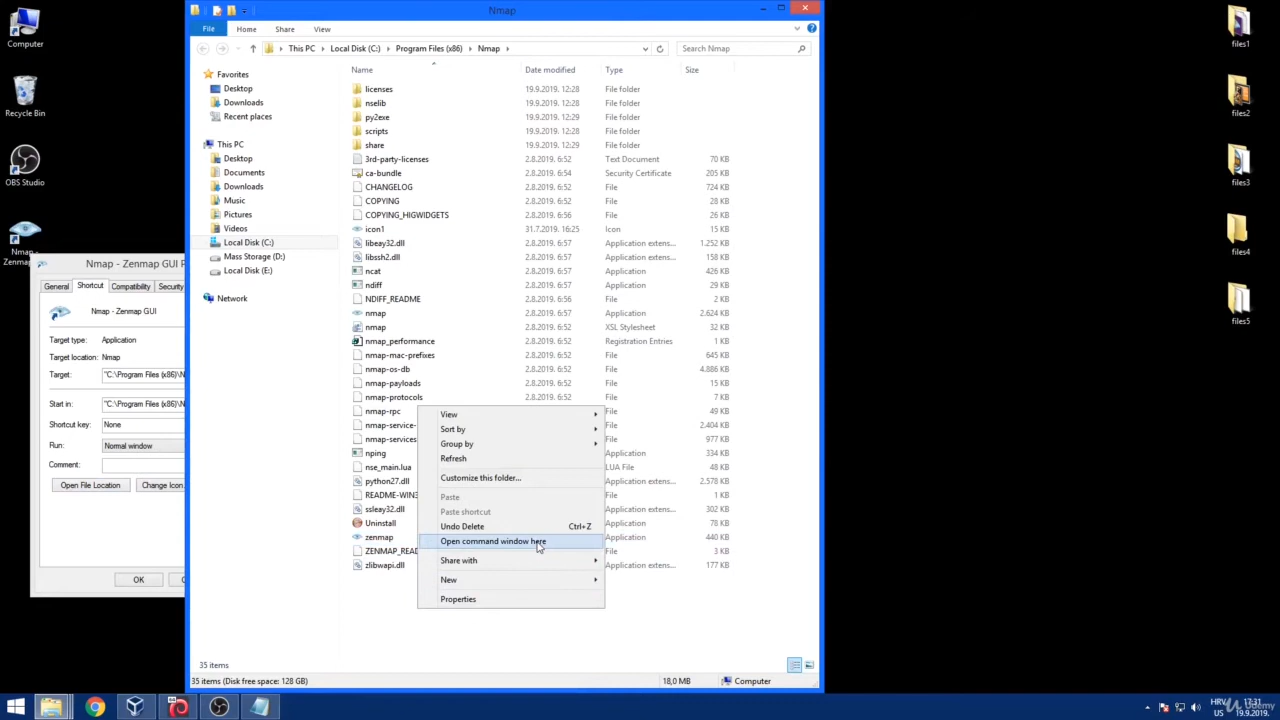 Computer
Recycle Bin
OBS Studio
Nmap -
Zenmap
Nmap
File
Home
Share
View
This PC
Local Disk (C:)
Program Files (x86)
Nmap
Search Nmap
Favorites
Desktop
Downloads
Recent places
This PC
Desktop
Documents
Downloads
Music
Pictures
Videos
Local Disk (C:)
Mass Storage (D:)
Local Disk (E:)
Network
Name Date modified Type Size
licenses 19.9.2019. 12:28 File folder
nselib 19.9.2019. 12:28 File folder
py2exe 19.9.2019. 12:29 File folder
scripts 19.9.2019. 12:28 File folder
share 19.9.2019. 12:29 File folder
3rd-party-licenses 2.8.2019. 6:52 Text Document 70 KB
ca-bundle 2.8.2019. 6:54 Security Certificate 205 KB
CHANGELOG 2.8.2019. 6:52 File 724 KB
COPYING 2.8.2019. 6:52 File 28 KB
COPYING_HIGWIDGETS 2.8.2019. 6:56 File 26 KB
icon1 31.7.2019. 16:25 Icon 15 KB
libeay32.dll 2.8.2019. 6:57 Application extens... 1.252 KB
libssh2.dll 2.8.2019. 6:57 Application extens... 158 KB
ncat 2.8.2019. 6:57 Application 426 KB
ndiff 2.8.2019. 6:57 Application 29 KB
NDIFF_README 2.8.2019. 6:56 File 2 KB
nmap 2.8.2019. 6:57 Application 2.624 KB
nmap 2.8.2019. 6:52 XSL Stylesheet 32 KB
nmap_performance 2.8.2019. 6:52 Registration Entries 1 KB
nmap-mac-prefixes 2.8.2019. 6:52 File 645 KB
nmap-os-db 2.8.2019. 6:52 File 4.886 KB
nmap-payloads 2.8.2019. 6:52 File 15 KB
nmap-protocols 2.8.2019. 6:52 File 7 KB
nmap-rpc File 49 KB
nmap-service- File 2.404 KB
nmap-services File 977 KB
nping Application 334 KB
nse_main.lua LUA File 48 KB
python27.dll Application extens... 2.578 KB
README-WIN3 File 1 KB
ssleay32.dll Application extens... 302 KB
Uninstall Application 78 KB
zenmap Application 440 KB
ZENMAP_READ File 3 KB
zlibwapi.dll Application extens... 177 KB
View
Sort by
Group by
Refresh
Customize this folder...
Paste
Paste shortcut
Undo Delete Ctrl+Z
Open command window here
Share with
New
Properties
35 items
35 items (Disk free space: 128 GB)
18,0 MB
Computer
Nmap - Zenmap GUI P
General
Shortcut
Compatibility
Security
Nmap - Zenmap GUI
Target type: Application
Target location: Nmap
Target: "C:\Program Files (x86)\N
Start in: "C:\Program Files (x86)\N
Shortcut key: None
Run: Normal window
Comment:
Open File Location
Change Icon.
OK
files1
files2
files3
files4
files5
HRV
US
17:31
19.9.2019.
Udemy